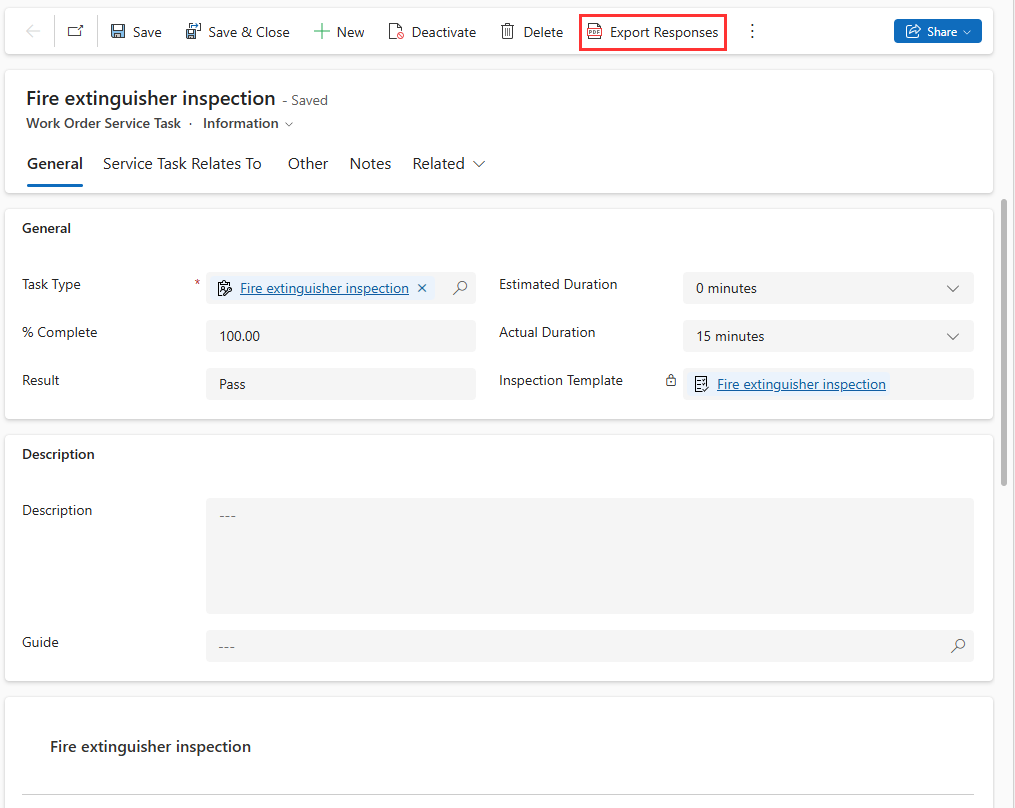 Save Save & Close New Deactivate Delete PDF Export Responses Share
Fire extinguisher inspection - Saved
Work Order Service Task · Information
General Service Task Relates To Other Notes Related
General
Task Type * Fire extinguisher inspection Estimated Duration 0 minutes
% Complete 100.00 Actual Duration 15 minutes
Result Pass Inspection Template Fire extinguisher inspection
Description
Description ---
Guide ---
Fire extinguisher inspection